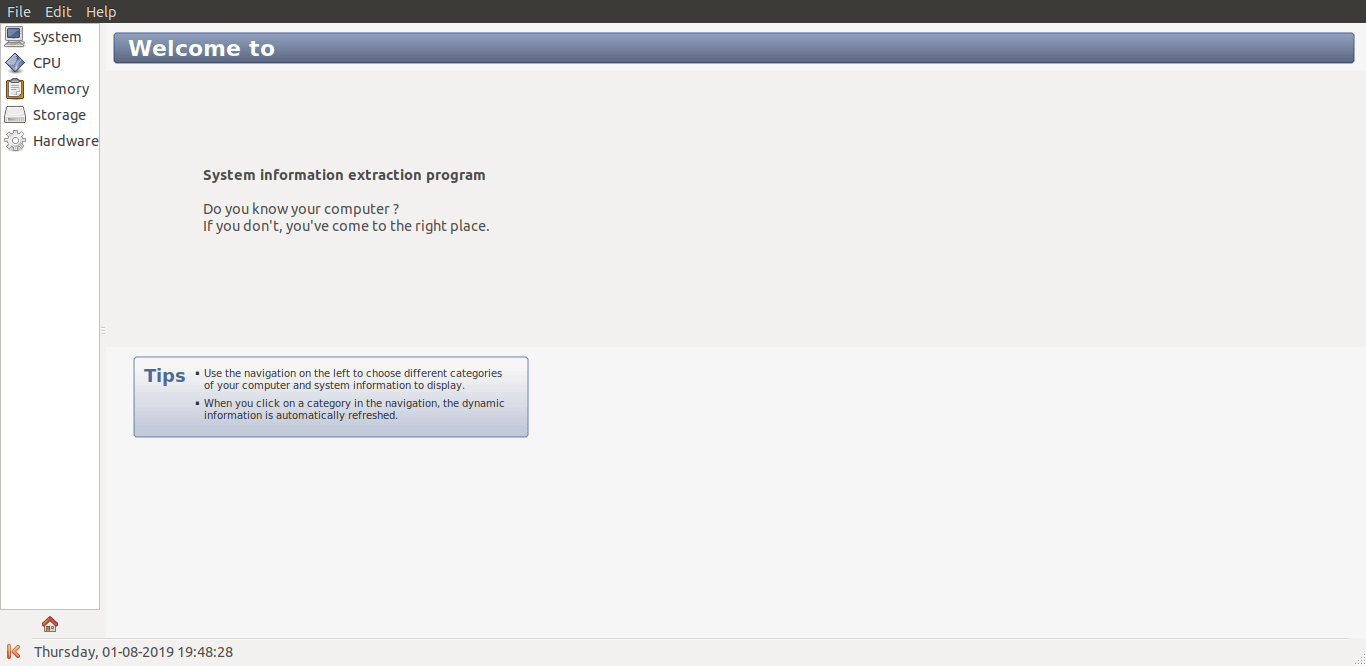 File Edit Help
System
CPU
Memory
Storage
Hardware
Welcome to
System information extraction program
Do you know your computer ?
If you don't, you've come to the right place.
Tips
▪ Use the navigation on the left to choose different categories
of your computer and system information to display.
▪ When you click on a category in the navigation, the dynamic
information is automatically refreshed.
Thursday, 01-08-2019 19:48:28